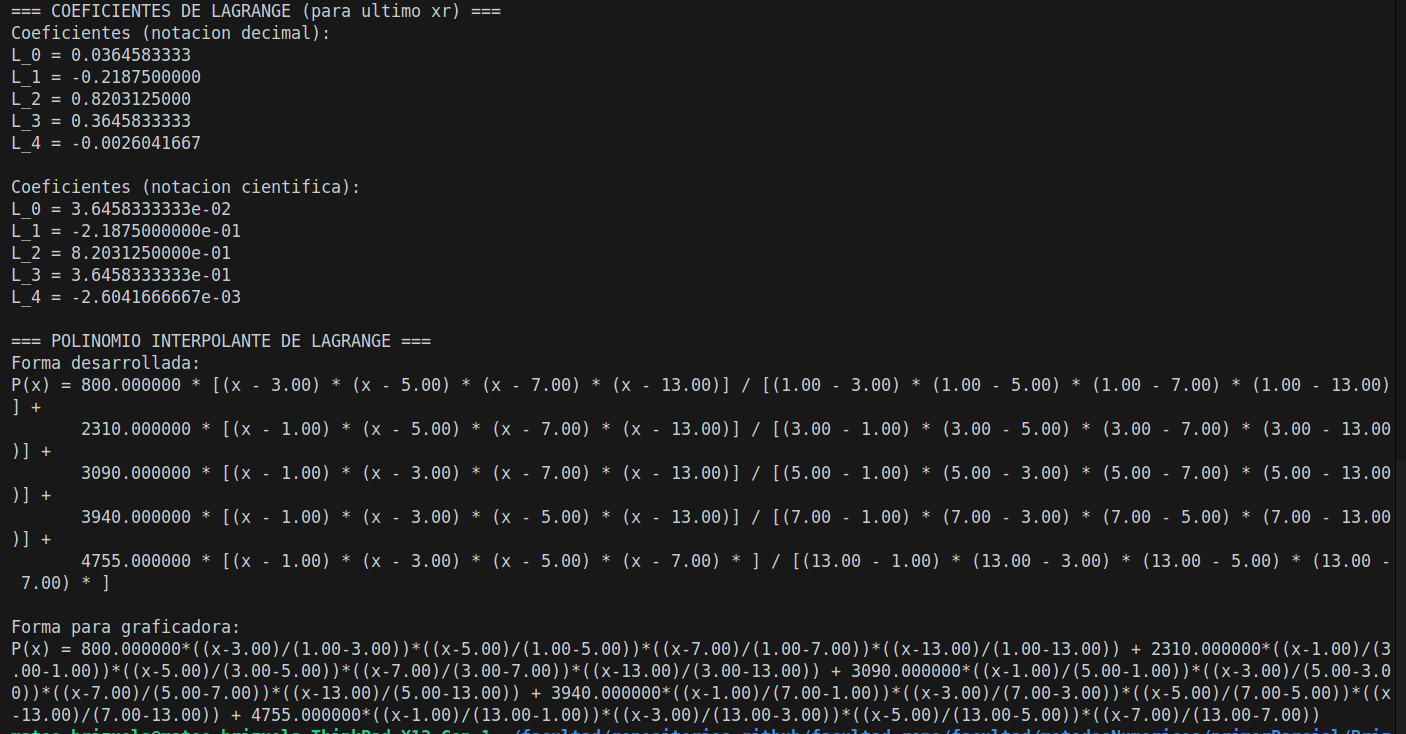 === COEFICIENTES DE LAGRANGE (para ultimo xr) ===
Coeficientes (notacion decimal):
L_0 = 0.0364583333
L_1 = -0.2187500000
L_2 = 0.8203125000
L_3 = 0.3645833333
L_4 = -0.0026041667
Coeficientes (notacion cientifica):
L_0 = 3.6458333333e-02
L_1 = -2.1875000000e-01
L_2 = 8.2031250000e-01
L_3 = 3.6458333333e-01
L_4 = -2.6041666667e-03
=== POLINOMIO INTERPOLANTE DE LAGRANGE ===
Forma desarrollada:
P(x) = 800.000000 * [(x - 3.00) * (x - 5.00) * (x - 7.00) * (x - 13.00)] / [(1.00 - 3.00) * (1.00 - 5.00) * (1.00 - 7.00) * (1.00 - 13.00)
] +
2310.000000 * [(x - 1.00) * (x - 5.00) * (x - 7.00) * (x - 13.00)] / [(3.00 - 1.00) * (3.00 - 5.00) * (3.00 - 7.00) * (3.00 - 13.00
)] +
3090.000000 * [(x - 1.00) * (x - 3.00) * (x - 7.00) * (x - 13.00)] / [(5.00 - 1.00) * (5.00 - 3.00) * (5.00 - 7.00) * (5.00 - 13.00
)] +
3940.000000 * [(x - 1.00) * (x - 3.00) * (x - 5.00) * (x - 13.00)] / [(7.00 - 1.00) * (7.00 - 3.00) * (7.00 - 5.00) * (7.00 - 13.00
)] +
4755.000000 * [(x - 1.00) * (x - 3.00) * (x - 5.00) * (x - 7.00) * ] / [(13.00 - 1.00) * (13.00 - 3.00) * (13.00 - 5.00) * (13.00 -
7.00) * ]
Forma para graficadora:
P(x) = 800.000000*((x-3.00)/(1.00-3.00))*((x-5.00)/(1.00-5.00))*((x-7.00)/(1.00-7.00))*((x-13.00)/(1.00-13.00)) + 2310.000000*((x-1.00)/(3
.00-1.00))*((x-5.00)/(3.00-5.00))*((x-7.00)/(3.00-7.00))*((x-13.00)/(3.00-13.00)) + 3090.000000*((x-1.00)/(5.00-1.00))*((x-3.00)/(5.00-3.0
0))*((x-7.00)/(5.00-7.00))*((x-13.00)/(5.00-13.00)) + 3940.000000*((x-1.00)/(7.00-1.00))*((x-3.00)/(7.00-3.00))*((x-5.00)/(7.00-5.00))*((x
-13.00)/(7.00-13.00)) + 4755.000000*((x-1.00)/(13.00-1.00))*((x-3.00)/(13.00-3.00))*((x-5.00)/(13.00-5.00))*((x-7.00)/(13.00-7.00))